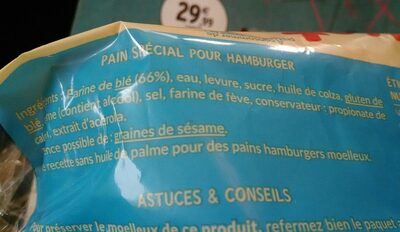 29€99
PAIN SPÉCIAL POUR HAMBURGER
Ingrédients : Farine de blé (66%), eau, levure, sucre, huile de colza, gluten de
blé, (contient alcool), sel, farine de fève, conservateur : propionate de
extrait d'acérola.
possible de : graines de sésame.
recette sans huile de palme pour des pains hamburgers moelleux.
ASTUCES & CONSEILS
préserver le moelleux de ce produit, refermez bien le paquet